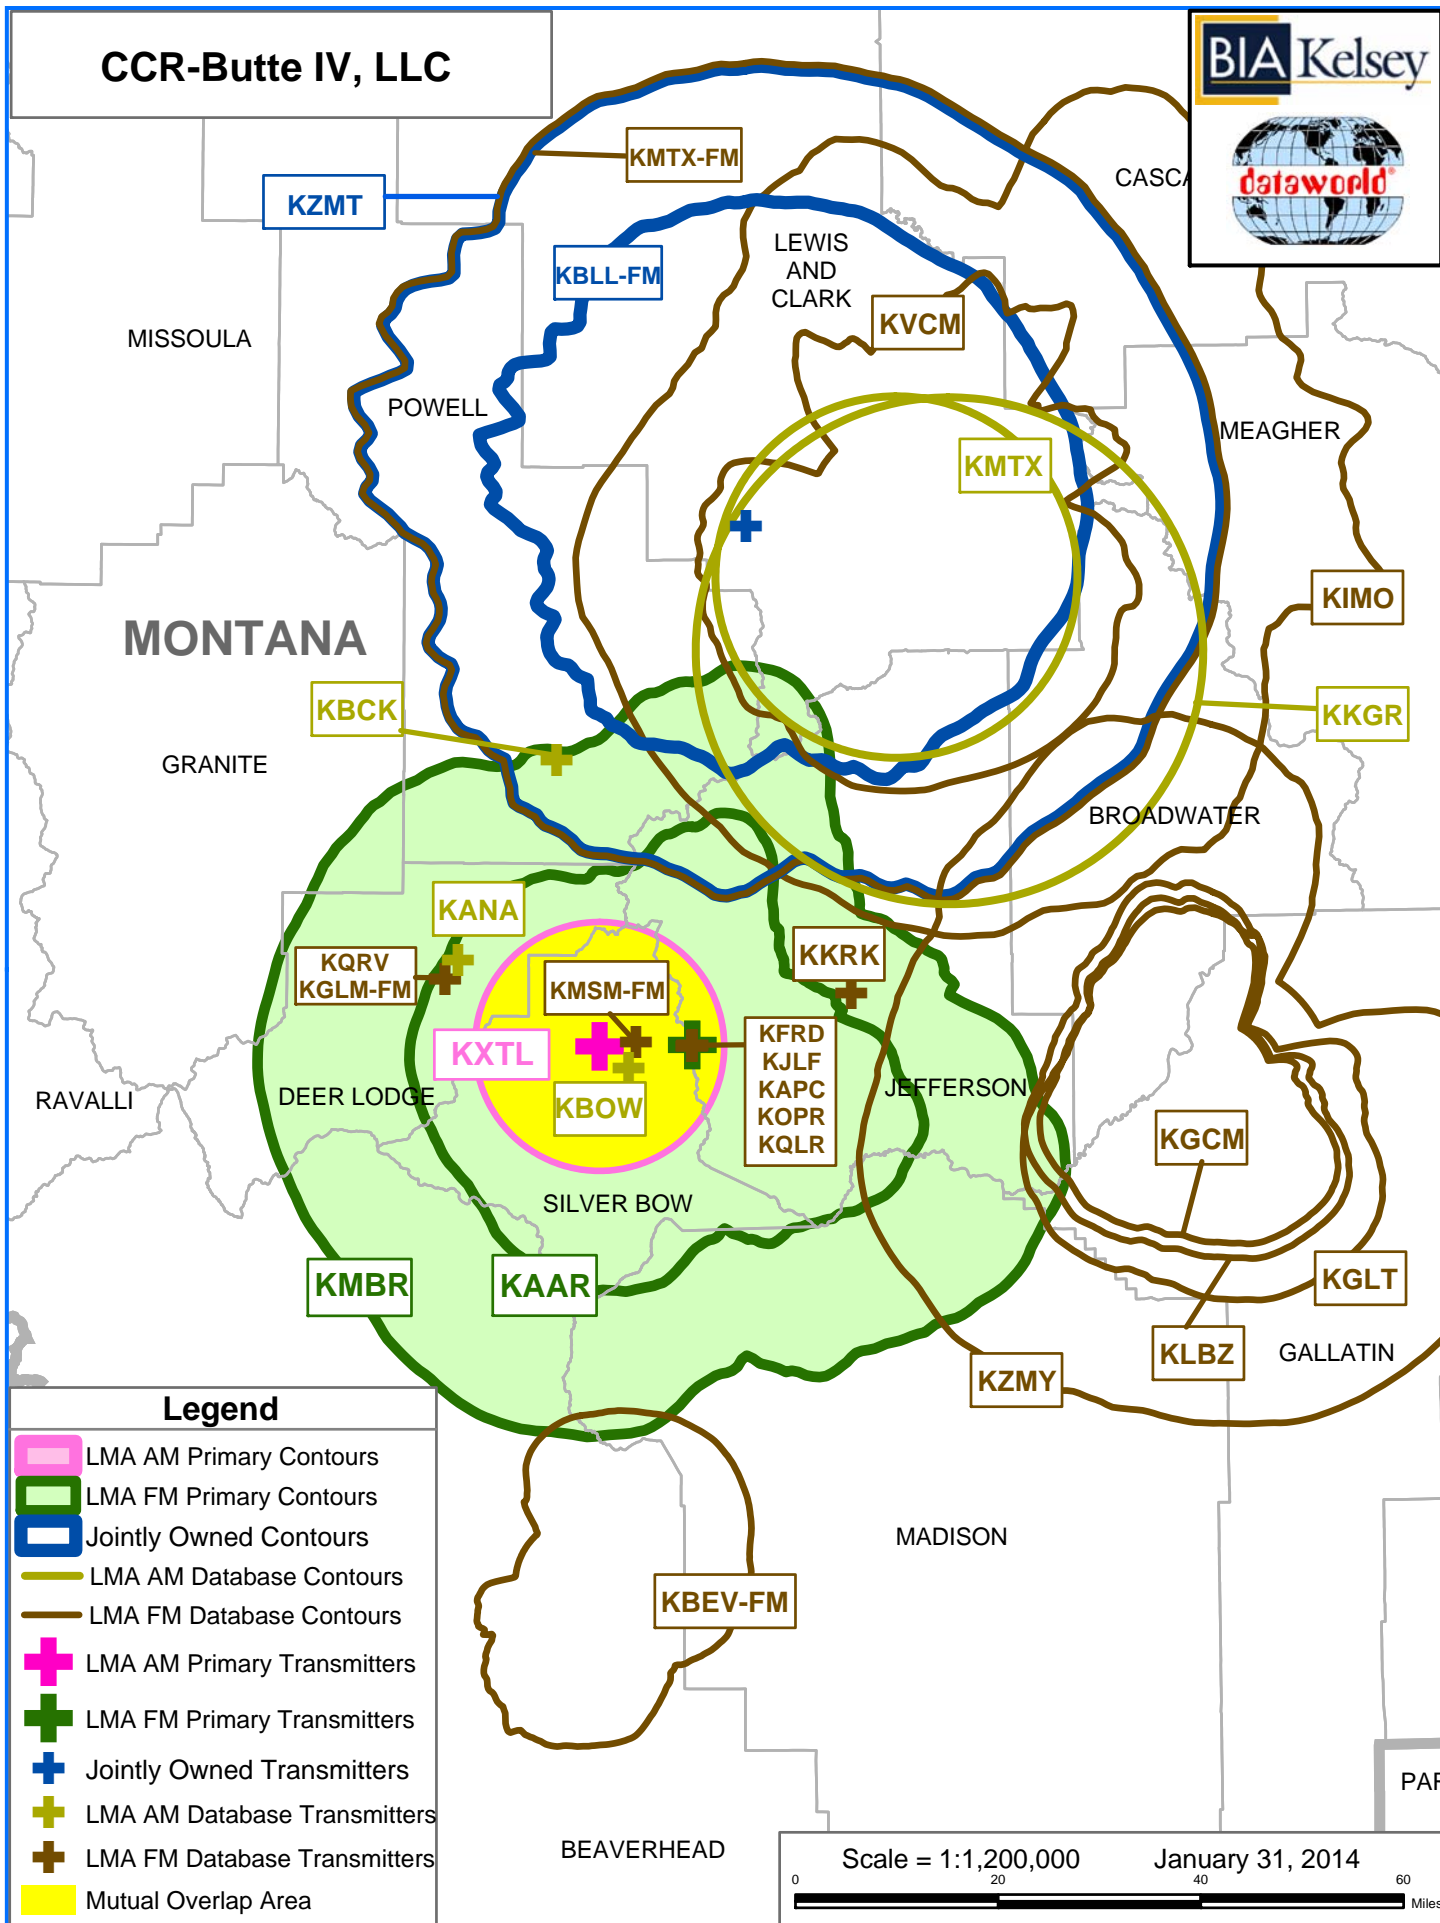 CCR-Butte IV, LLC
BIA Kelsey
dataworld®
KMTX-FM
KZMT
CASCA
LEWIS
AND
CLARK
KBLL-FM
KVCM
MISSOULA
POWELL
MEAGHER
KMTX
KIMO
MONTANA
KBCK
KKGR
GRANITE
BROADWATER
KANA
KQRV
KGLM-FM
KKRK
KMSM-FM
KXTL
KFRD
KJLF
KAPC
KOPR
KQLR
KBOW
RAVALLI
DEER LODGE
JEFFERSON
KGCM
SILVER BOW
KMBR
KAAR
KGLT
KLBZ
GALLATIN
KZMY
MADISON
KBEV-FM
BEAVERHEAD
PAR
Legend
LMA AM Primary Contours
LMA FM Primary Contours
Jointly Owned Contours
LMA AM Database Contours
LMA FM Database Contours
LMA AM Primary Transmitters
LMA FM Primary Transmitters
Jointly Owned Transmitters
LMA AM Database Transmitters
LMA FM Database Transmitters
Mutual Overlap Area
Scale = 1:1,200,000 January 31, 2014
0 20 40 60
Miles